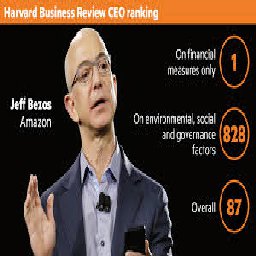 Harvard Business Review CEO ranking
On financial
measures only
1
Jeff Bezos
Amazon
On environmental, social
and governance
factors
828
Overall
87